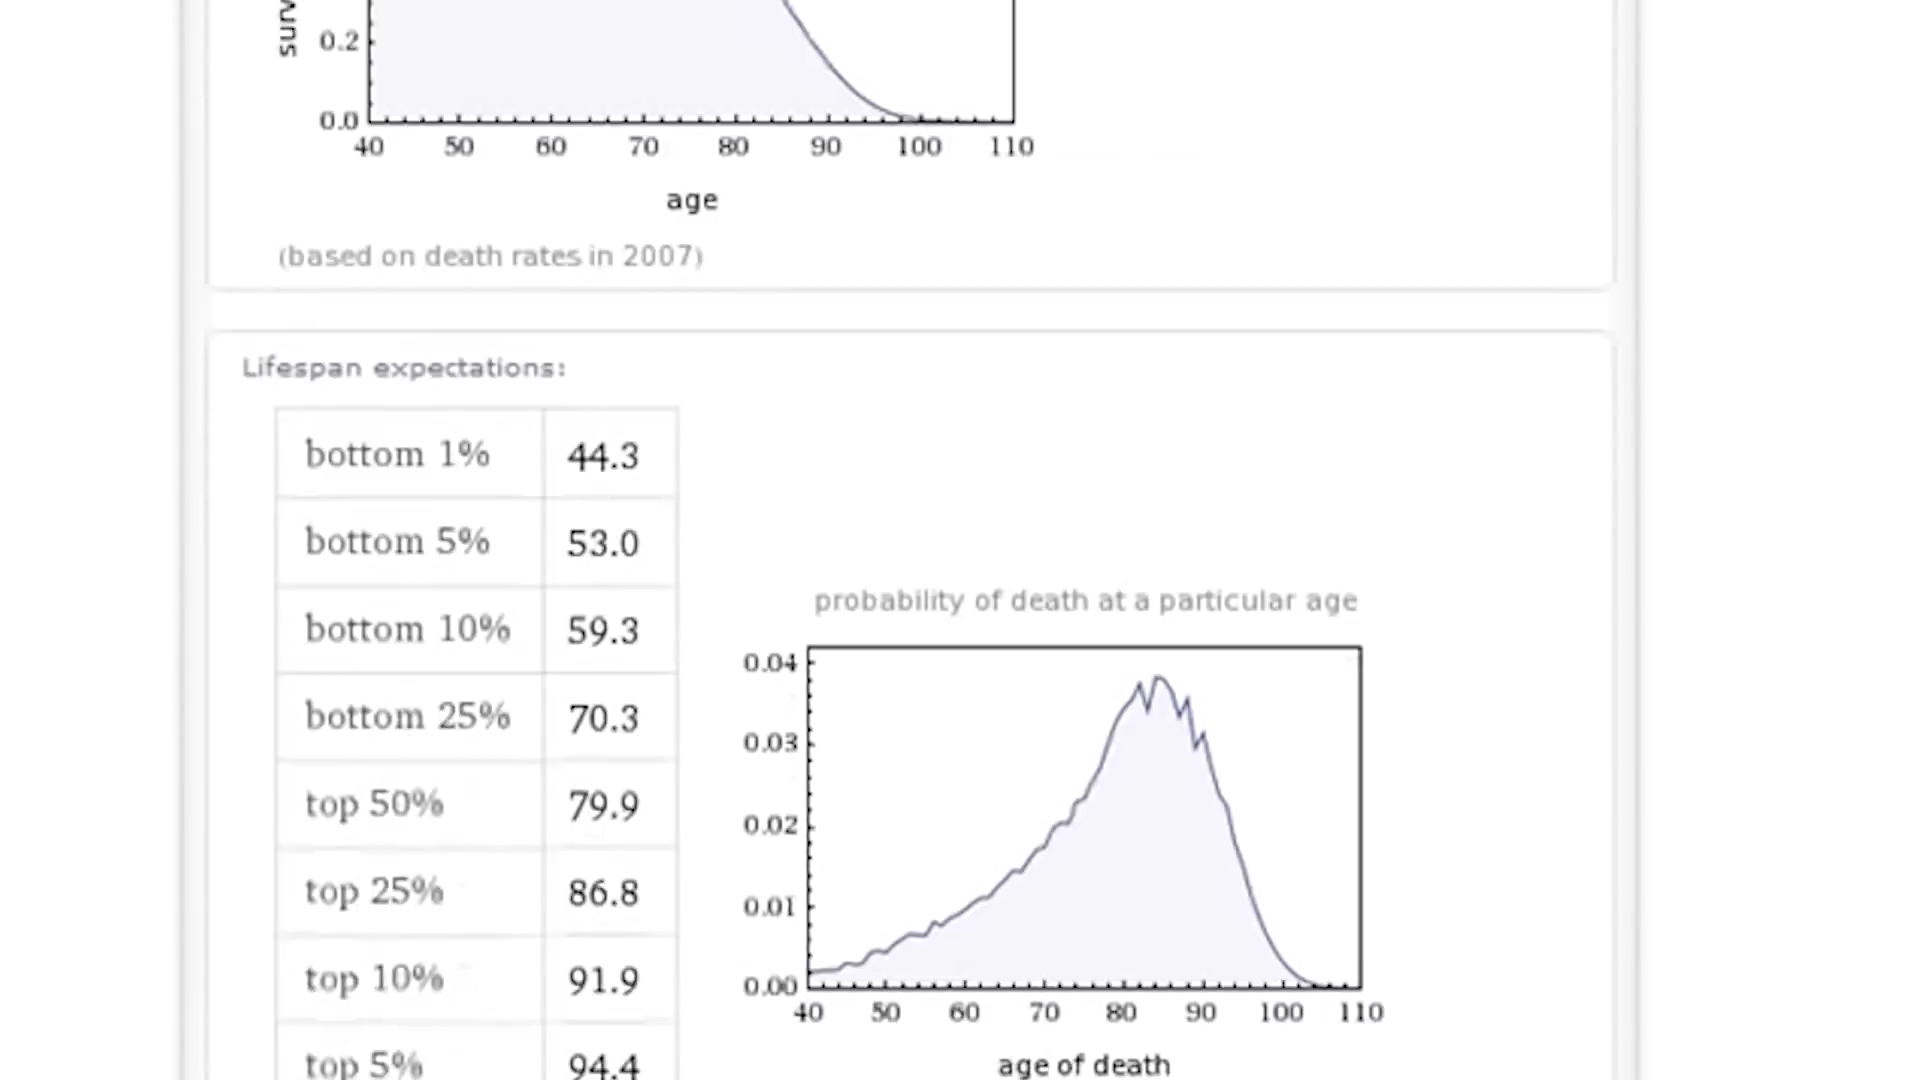 surv
0.2
0.0
40 50 60 70 80 90 100 110
age
(based on death rates in 2007)
Lifespan expectations:
bottom 1% 44.3
bottom 5% 53.0
bottom 10% 59.3
bottom 25% 70.3
top 50% 79.9
top 25% 86.8
top 10% 91.9
top 5% 94.4
probability of death at a particular age
0.04
0.03
0.02
0.01
0.00
40 50 60 70 80 90 100 110
age of death